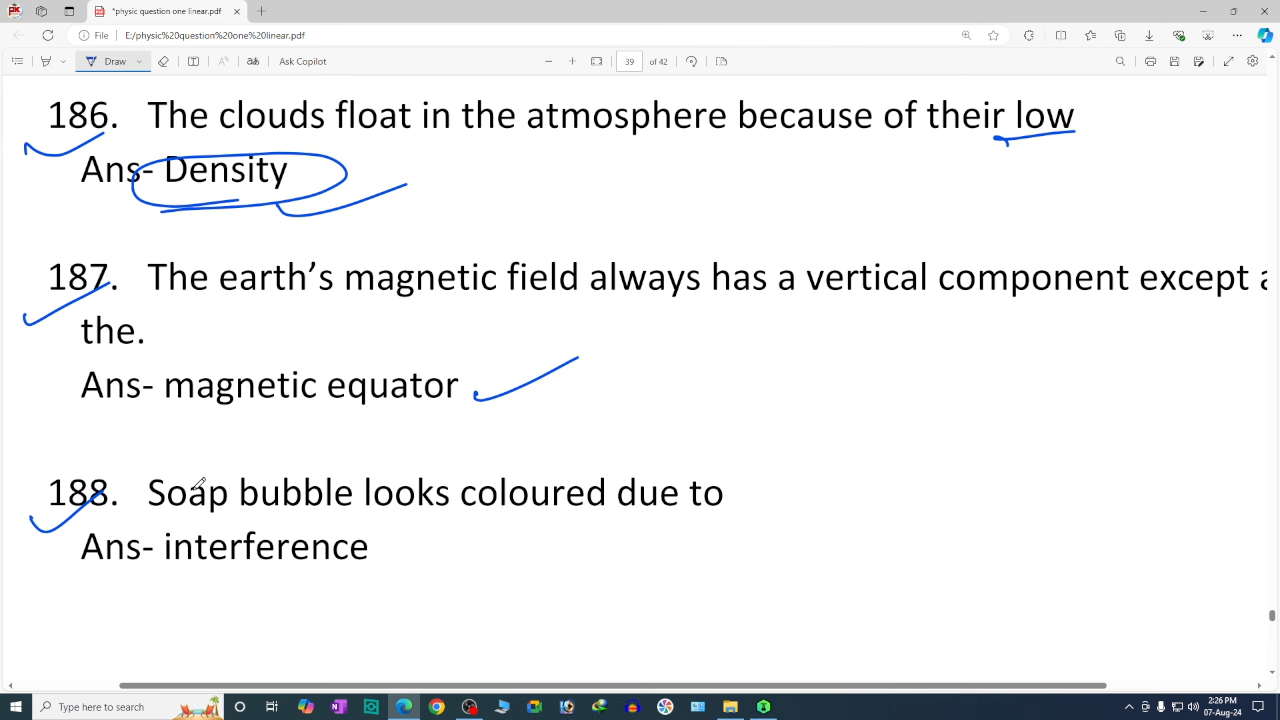 *physic question one linear.pdf
File E:/physic%20question%20one%20linear.pdf
Draw Ask Copilot 39 of 42
186. The clouds float in the atmosphere because of their low
Ans- Density
187. The earth’s magnetic field always has a vertical component except a
the.
Ans- magnetic equator
188. Soap bubble looks coloured due to
Ans- interference
Type here to search
2:26 PM
07-Aug-24